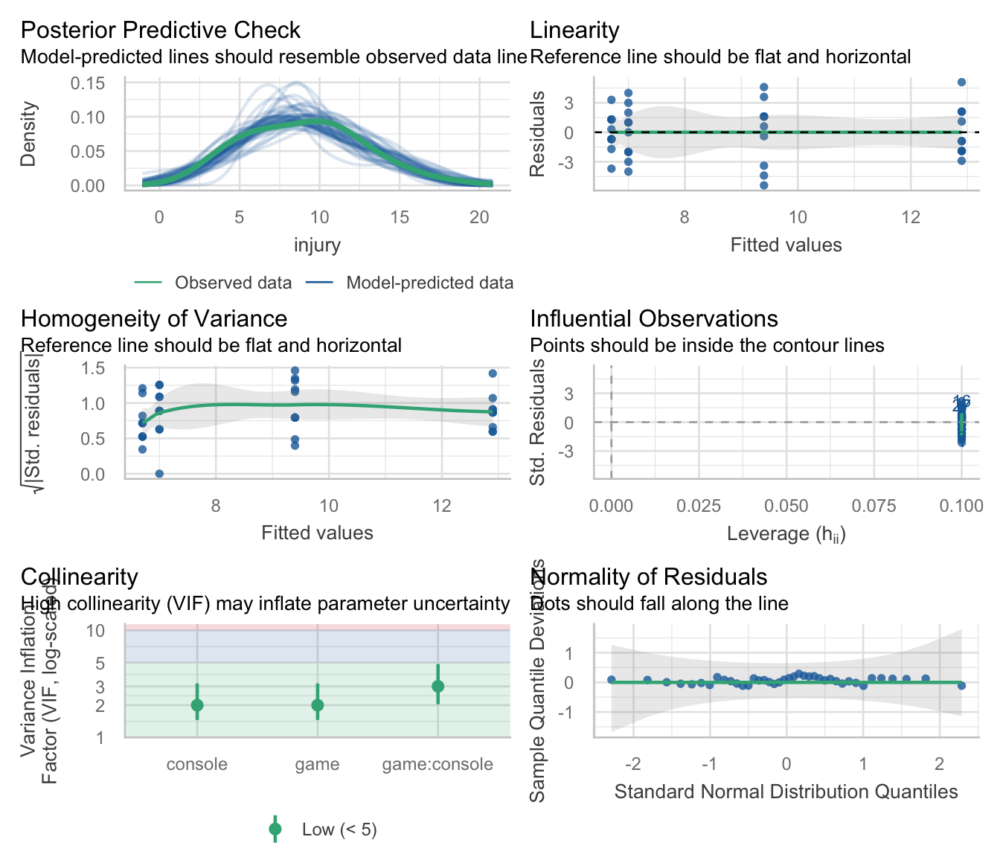 Posterior Predictive Check
Model-predicted lines should resemble observed data line
Density
0.15
0.10
0.05
0.00
0 5 10 15 20
injury
Observed data Model-predicted data
Linearity
Reference line should be flat and horizontal
Residuals
3
0
-3
8 10 12
Fitted values
Homogeneity of Variance
Reference line should be flat and horizontal
√|Std. residuals|
1.5
1.0
0.5
0.0
8 10 12
Fitted values
Influential Observations
Points should be inside the contour lines
Std. Residuals
3
0
-3
16
0.000 0.025 0.050 0.075 0.100
Leverage (hii)
Collinearity
High collinearity (VIF) may inflate parameter uncertainty
Variance Inflation
Factor (VIF, log-scaled)
10
5
3
2
1
console game game:console
Low (< 5)
Normality of Residuals
Dots should fall along the line
Sample Quantile Deviations
1
0
-1
-2 -1 0 1 2
Standard Normal Distribution Quantiles